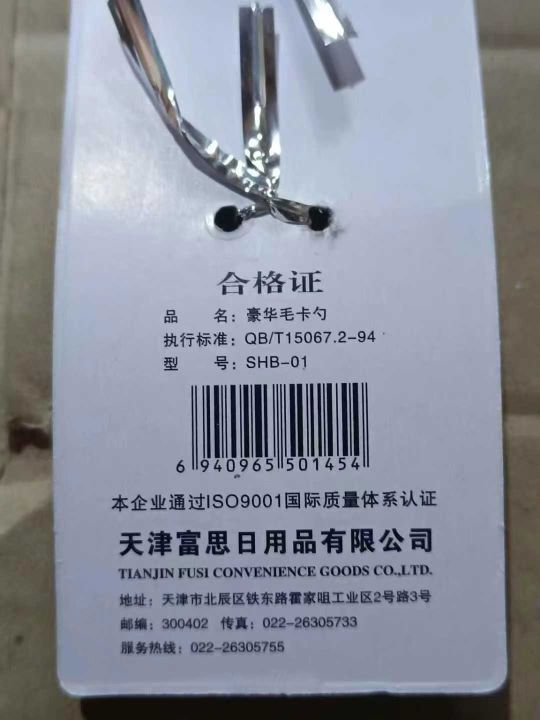 合格证
品 名：豪华毛卡勺
执行标准：QB/T15067.2-94
型 号：SHB-01
6 940965 501454
本企业通过ISO9001国际质量体系认证
天津富思日用品有限公司
TIANJIN FUSI CONVENIENCE GOODS CO.,LTD.
地址：天津市北辰区铁东路霍家咀工业区2号路3号
邮编：300402 传真：022-26305733
服务热线：022-26305755